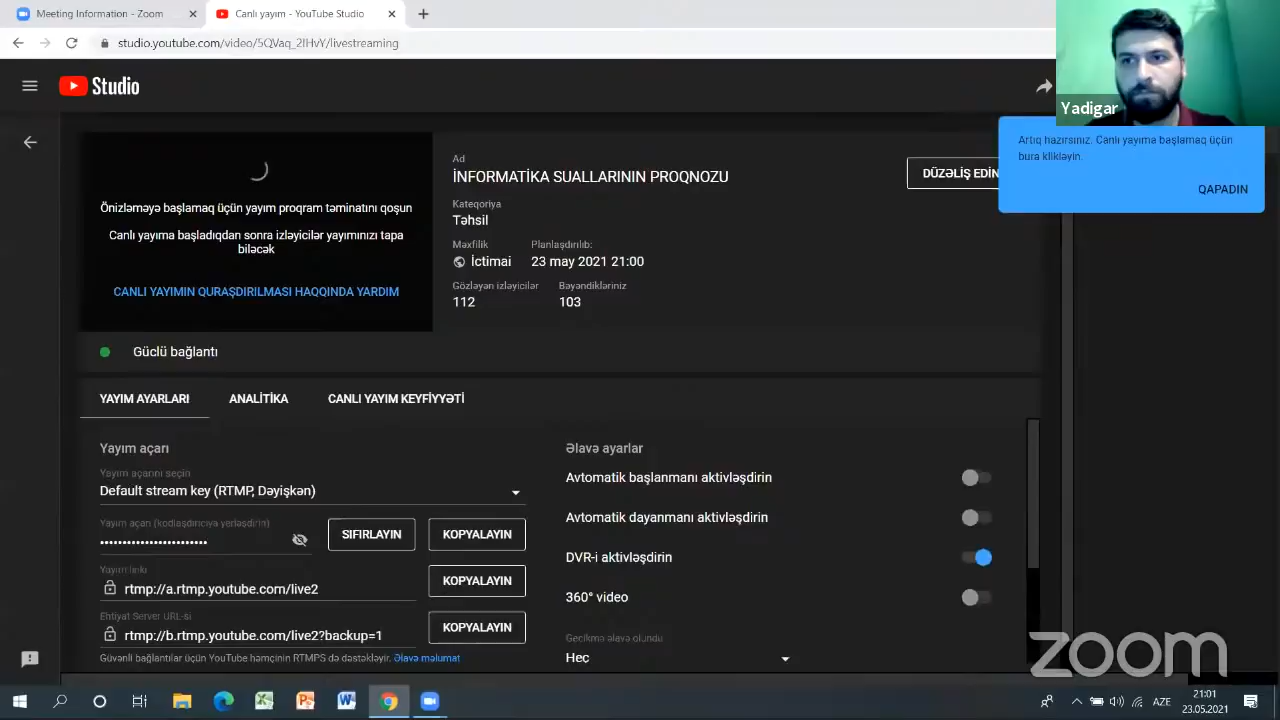 Meeting Information - Zoom
Canlı yayım - YouTube Studio
studio.youtube.com/video/5QVaq_2IHvY/livestreaming
Studio
Yadigar
Artıq hazırsınız. Canlı yayıma başlamaq üçün
bura klikləyin.
QAPADIN
Önizləməyə başlamaq üçün yayım proqram təminatını qoşun
Canlı yayıma başladıqdan sonra izləyicilər yayımınızı tapa
biləcək
CANLI YAYIMIN QURAŞDIRILMASI HAQQINDA YARDIM
Ad
İNFORMATİKA SUALLARININ PROQNOZU
DÜZƏLİŞ EDİN
Kateqoriya
Təhsil
Məxfilik
Planlaşdırılıb:
İctimai
23 may 2021 21:00
Gözləyən izləyicilər
Bəyəndikləriniz
112
103
Güclü bağlantı
YAYIM AYARLARI
ANALİTİKA
CANLI YAYIM KEYFİYYƏTİ
Yayım açarı
Yayım açarını seçin
Default stream key (RTMP, Dəyişkən)
Yayım açarı (kodlaşdırıcıya yerləşdirin)
SIFIRLAYIN
KOPYALAYIN
Yayım linki
rtmp://a.rtmp.youtube.com/live2
KOPYALAYIN
Ehtiyat Server URL-si
rtmp://b.rtmp.youtube.com/live2?backup=1
KOPYALAYIN
Güvənli bağlantılar üçün YouTube həmçinin RTMPS də dəstəkləyir. Əlavə məlumat
Əlavə ayarlar
Avtomatik başlanmanı aktivləşdirin
Avtomatik dayanmanı aktivləşdirin
DVR-i aktivləşdirin
360° video
Gecikmə əlavə olundu
Heç
zoom
AZE
21:01
23.05.2021